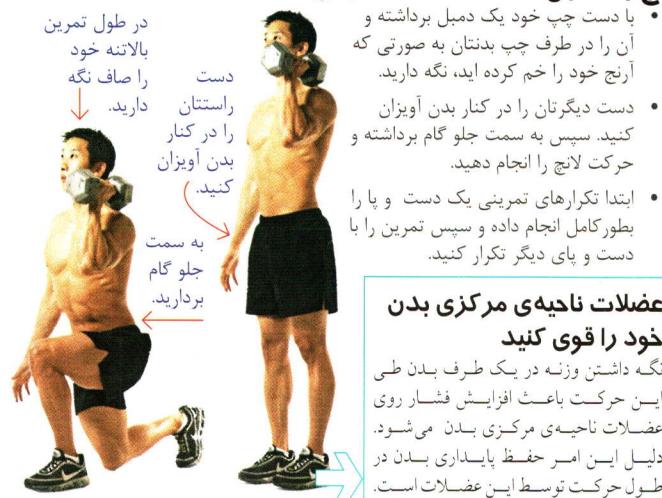 با دست چپ خود یک دمبل برداشته و
آن را در طرف چپ بدنتان به صورتی که
آرنج خود را خم کرده اید، نگه دارید.
دست دیگرتان را در کنار بدن آویزان
کنید. سپس به سمت جلو گام برداشته و
حرکت لانچ را انجام دهید.
ابتدا تکرارهای تمرینی یک دست و پا را
بطورکامل انجام داده و سپس تمرین را با
دست و پای دیگر تکرار کنید.
عضلات ناحیه‌ی مرکزی بدن
خود را قوی کنید
نگه داشتن وزنه در یک طرف بدن طی
این حرکت باعث افزایش فشار روی
عضلات ناحیه‌ی مرکزی بدن می‌شود.
دلیل این امر حفظ پایداری بدن در
طول حرکت توسط این عضلات است.
دست
راستتان
را در کنار
بدن آویزان
کنید.
در طول تمرین
بالاتنه خود
را صاف نگه
دارید.
به سمت
جلو گام
بردارید.